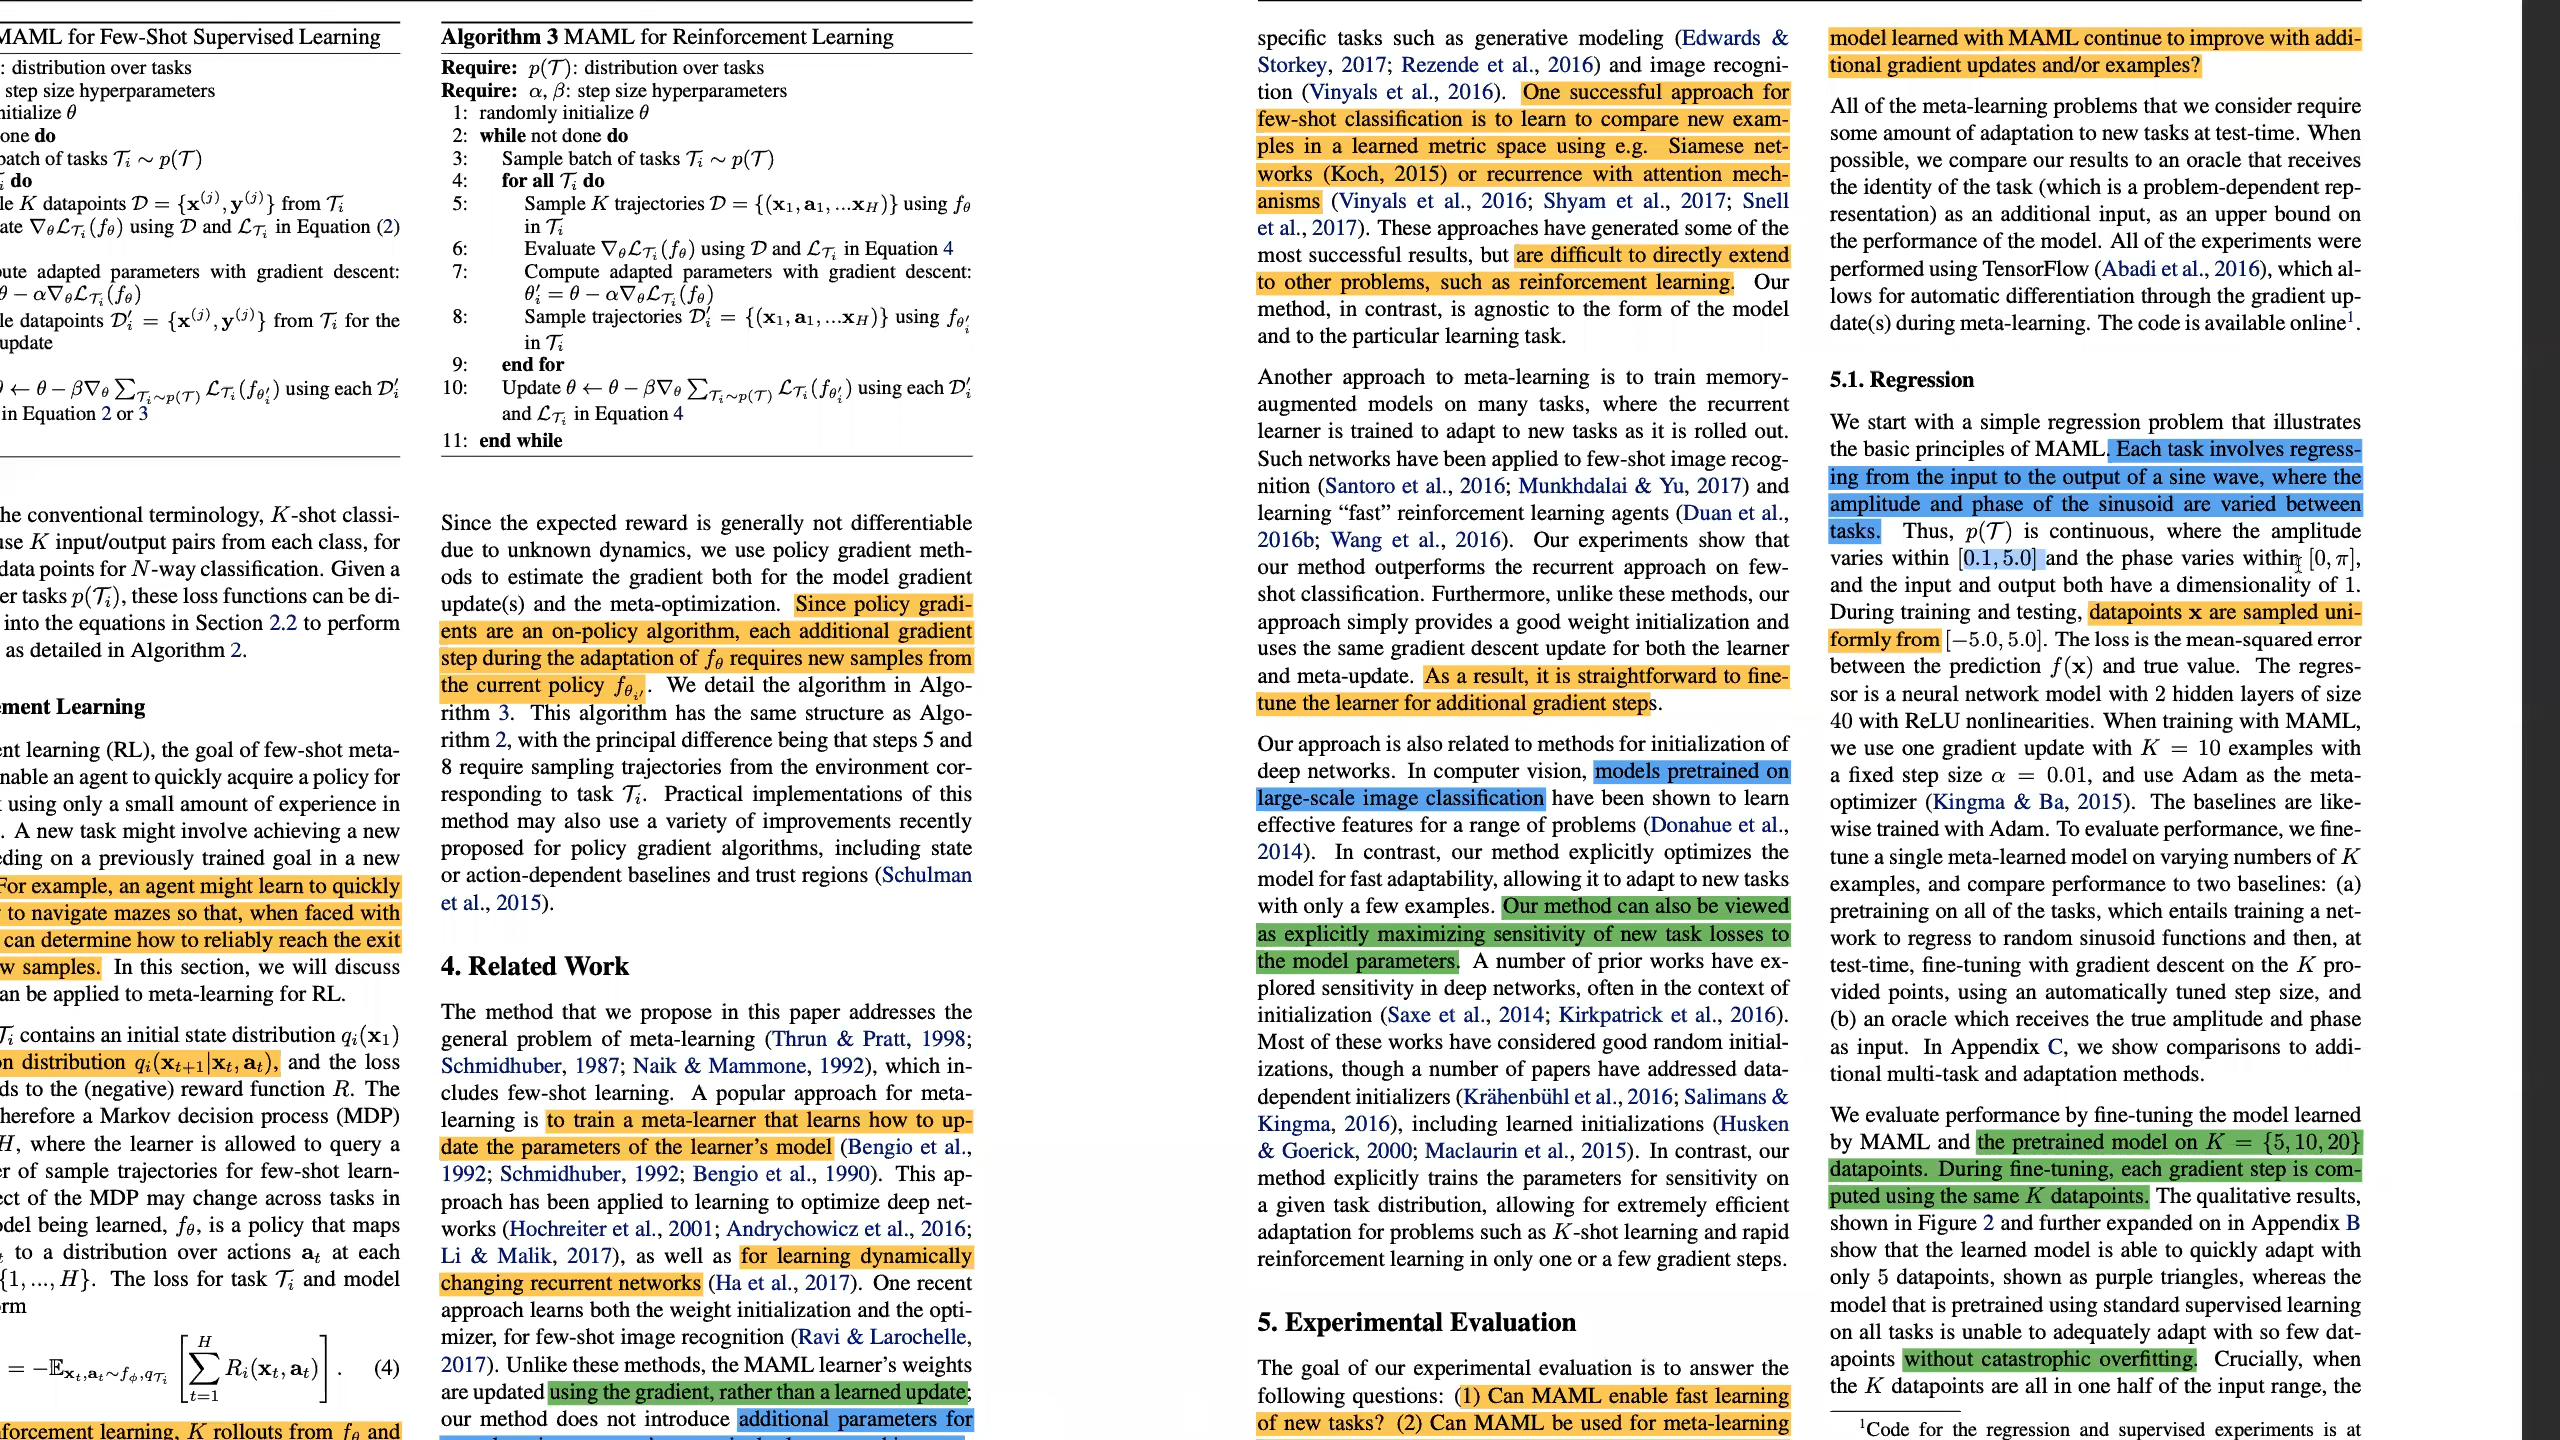 MAML for Few-Shot Supervised Learning
: distribution over tasks
step size hyperparameters
nitialize θ
one do
batch of tasks 𝒯ᵢ ∼ p(𝒯)
ᵢ do
le K datapoints 𝒟 = {x⁽ʲ⁾, y⁽ʲ⁾} from 𝒯ᵢ
ate ∇_θℒ_𝒯ᵢ(f_θ) using 𝒟 and ℒ_𝒯ᵢ in Equation (2)
ute adapted parameters with gradient descent:
θ − α∇_θℒ_𝒯ᵢ(f_θ)
le datapoints 𝒟′ᵢ = {x⁽ʲ⁾, y⁽ʲ⁾} from 𝒯ᵢ for the
update
θ ← θ − β∇_θ ∑_𝒯ᵢ∼p(𝒯) ℒ_𝒯ᵢ(f_θ′ᵢ) using each 𝒟′ᵢ
in Equation 2 or 3
he conventional terminology, K-shot classi-
use K input/output pairs from each class, for
data points for N-way classification. Given a
er tasks p(𝒯ᵢ), these loss functions can be di-
into the equations in Section 2.2 to perform
as detailed in Algorithm 2.
ement Learning
ent learning (RL), the goal of few-shot meta-
nable an agent to quickly acquire a policy for
using only a small amount of experience in
. A new task might involve achieving a new
eding on a previously trained goal in a new
For example, an agent might learn to quickly
to navigate mazes so that, when faced with
can determine how to reliably reach the exit
w samples. In this section, we will discuss
an be applied to meta-learning for RL.
𝒯ᵢ contains an initial state distribution qᵢ(x₁)
on distribution qᵢ(xₜ₊₁|xₜ, aₜ), and the loss
ds to the (negative) reward function R. The
herefore a Markov decision process (MDP)
H, where the learner is allowed to query a
er of sample trajectories for few-shot learn-
ect of the MDP may change across tasks in
odel being learned, f_θ, is a policy that maps
ₜ to a distribution over actions aₜ at each
{1, ..., H}. The loss for task 𝒯ᵢ and model
rm
= −𝔼_xₜ,aₜ∼f_ϕ,q_𝒯ᵢ [∑_{t=1}^{H} Rᵢ(xₜ, aₜ)]. (4)
nforcement learning, K rollouts from f_θ and
Algorithm 3 MAML for Reinforcement Learning
Require: p(𝒯): distribution over tasks
Require: α, β: step size hyperparameters
1: randomly initialize θ
2: while not done do
3: Sample batch of tasks 𝒯ᵢ ∼ p(𝒯)
4: for all 𝒯ᵢ do
5: Sample K trajectories 𝒟 = {(x₁, a₁, ...x_H)} using f_θ
in 𝒯ᵢ
6: Evaluate ∇_θℒ_𝒯ᵢ(f_θ) using 𝒟 and ℒ_𝒯ᵢ in Equation 4
7: Compute adapted parameters with gradient descent:
θ′ᵢ = θ − α∇_θℒ_𝒯ᵢ(f_θ)
8: Sample trajectories 𝒟′ᵢ = {(x₁, a₁, ...x_H)} using f_θ′ᵢ
in 𝒯ᵢ
9: end for
10: Update θ ← θ − β∇_θ ∑_𝒯ᵢ∼p(𝒯) ℒ_𝒯ᵢ(f_θ′ᵢ) using each 𝒟′ᵢ
and ℒ_𝒯ᵢ in Equation 4
11: end while
Since the expected reward is generally not differentiable
due to unknown dynamics, we use policy gradient meth-
ods to estimate the gradient both for the model gradient
update(s) and the meta-optimization. Since policy gradi-
ents are an on-policy algorithm, each additional gradient
step during the adaptation of f_θ requires new samples from
the current policy f_θᵢ′. We detail the algorithm in Algo-
rithm 3. This algorithm has the same structure as Algo-
rithm 2, with the principal difference being that steps 5 and
8 require sampling trajectories from the environment cor-
responding to task 𝒯ᵢ. Practical implementations of this
method may also use a variety of improvements recently
proposed for policy gradient algorithms, including state
or action-dependent baselines and trust regions (Schulman
et al., 2015).
4. Related Work
The method that we propose in this paper addresses the
general problem of meta-learning (Thrun & Pratt, 1998;
Schmidhuber, 1987; Naik & Mammone, 1992), which in-
cludes few-shot learning. A popular approach for meta-
learning is to train a meta-learner that learns how to up-
date the parameters of the learner's model (Bengio et al.,
1992; Schmidhuber, 1992; Bengio et al., 1990). This ap-
proach has been applied to learning to optimize deep net-
works (Hochreiter et al., 2001; Andrychowicz et al., 2016;
Li & Malik, 2017), as well as for learning dynamically
changing recurrent networks (Ha et al., 2017). One recent
approach learns both the weight initialization and the opti-
mizer, for few-shot image recognition (Ravi & Larochelle,
2017). Unlike these methods, the MAML learner's weights
are updated using the gradient, rather than a learned update;
our method does not introduce additional parameters for
specific tasks such as generative modeling (Edwards &
Storkey, 2017; Rezende et al., 2016) and image recogni-
tion (Vinyals et al., 2016). One successful approach for
few-shot classification is to learn to compare new exam-
ples in a learned metric space using e.g. Siamese net-
works (Koch, 2015) or recurrence with attention mech-
anisms (Vinyals et al., 2016; Shyam et al., 2017; Snell
et al., 2017). These approaches have generated some of the
most successful results, but are difficult to directly extend
to other problems, such as reinforcement learning. Our
method, in contrast, is agnostic to the form of the model
and to the particular learning task.
Another approach to meta-learning is to train memory-
augmented models on many tasks, where the recurrent
learner is trained to adapt to new tasks as it is rolled out.
Such networks have been applied to few-shot image recog-
nition (Santoro et al., 2016; Munkhdalai & Yu, 2017) and
learning “fast” reinforcement learning agents (Duan et al.,
2016b; Wang et al., 2016). Our experiments show that
our method outperforms the recurrent approach on few-
shot classification. Furthermore, unlike these methods, our
approach simply provides a good weight initialization and
uses the same gradient descent update for both the learner
and meta-update. As a result, it is straightforward to fine-
tune the learner for additional gradient steps.
Our approach is also related to methods for initialization of
deep networks. In computer vision, models pretrained on
large-scale image classification have been shown to learn
effective features for a range of problems (Donahue et al.,
2014). In contrast, our method explicitly optimizes the
model for fast adaptability, allowing it to adapt to new tasks
with only a few examples. Our method can also be viewed
as explicitly maximizing sensitivity of new task losses to
the model parameters. A number of prior works have ex-
plored sensitivity in deep networks, often in the context of
initialization (Saxe et al., 2014; Kirkpatrick et al., 2016).
Most of these works have considered good random initial-
izations, though a number of papers have addressed data-
dependent initializers (Krähenbühl et al., 2016; Salimans &
Kingma, 2016), including learned initializations (Husken
& Goerick, 2000; Maclaurin et al., 2015). In contrast, our
method explicitly trains the parameters for sensitivity on
a given task distribution, allowing for extremely efficient
adaptation for problems such as K-shot learning and rapid
reinforcement learning in only one or a few gradient steps.
5. Experimental Evaluation
The goal of our experimental evaluation is to answer the
following questions: (1) Can MAML enable fast learning
of new tasks? (2) Can MAML be used for meta-learning
model learned with MAML continue to improve with addi-
tional gradient updates and/or examples?
All of the meta-learning problems that we consider require
some amount of adaptation to new tasks at test-time. When
possible, we compare our results to an oracle that receives
the identity of the task (which is a problem-dependent rep-
resentation) as an additional input, as an upper bound on
the performance of the model. All of the experiments were
performed using TensorFlow (Abadi et al., 2016), which al-
lows for automatic differentiation through the gradient up-
date(s) during meta-learning. The code is available online¹.
5.1. Regression
We start with a simple regression problem that illustrates
the basic principles of MAML. Each task involves regress-
ing from the input to the output of a sine wave, where the
amplitude and phase of the sinusoid are varied between
tasks. Thus, p(𝒯) is continuous, where the amplitude
varies within [0.1, 5.0] and the phase varies within [0, π],
and the input and output both have a dimensionality of 1.
During training and testing, datapoints x are sampled uni-
formly from [−5.0, 5.0]. The loss is the mean-squared error
between the prediction f(x) and true value. The regres-
sor is a neural network model with 2 hidden layers of size
40 with ReLU nonlinearities. When training with MAML,
we use one gradient update with K = 10 examples with
a fixed step size α = 0.01, and use Adam as the meta-
optimizer (Kingma & Ba, 2015). The baselines are like-
wise trained with Adam. To evaluate performance, we fine-
tune a single meta-learned model on varying numbers of K
examples, and compare performance to two baselines: (a)
pretraining on all of the tasks, which entails training a net-
work to regress to random sinusoid functions and then, at
test-time, fine-tuning with gradient descent on the K pro-
vided points, using an automatically tuned step size, and
(b) an oracle which receives the true amplitude and phase
as input. In Appendix C, we show comparisons to addi-
tional multi-task and adaptation methods.
We evaluate performance by fine-tuning the model learned
by MAML and the pretrained model on K = {5, 10, 20}
datapoints. During fine-tuning, each gradient step is com-
puted using the same K datapoints. The qualitative results,
shown in Figure 2 and further expanded on in Appendix B
show that the learned model is able to quickly adapt with
only 5 datapoints, shown as purple triangles, whereas the
model that is pretrained using standard supervised learning
on all tasks is unable to adequately adapt with so few dat-
apoints without catastrophic overfitting. Crucially, when
the K datapoints are all in one half of the input range, the
¹Code for the regression and supervised experiments is at